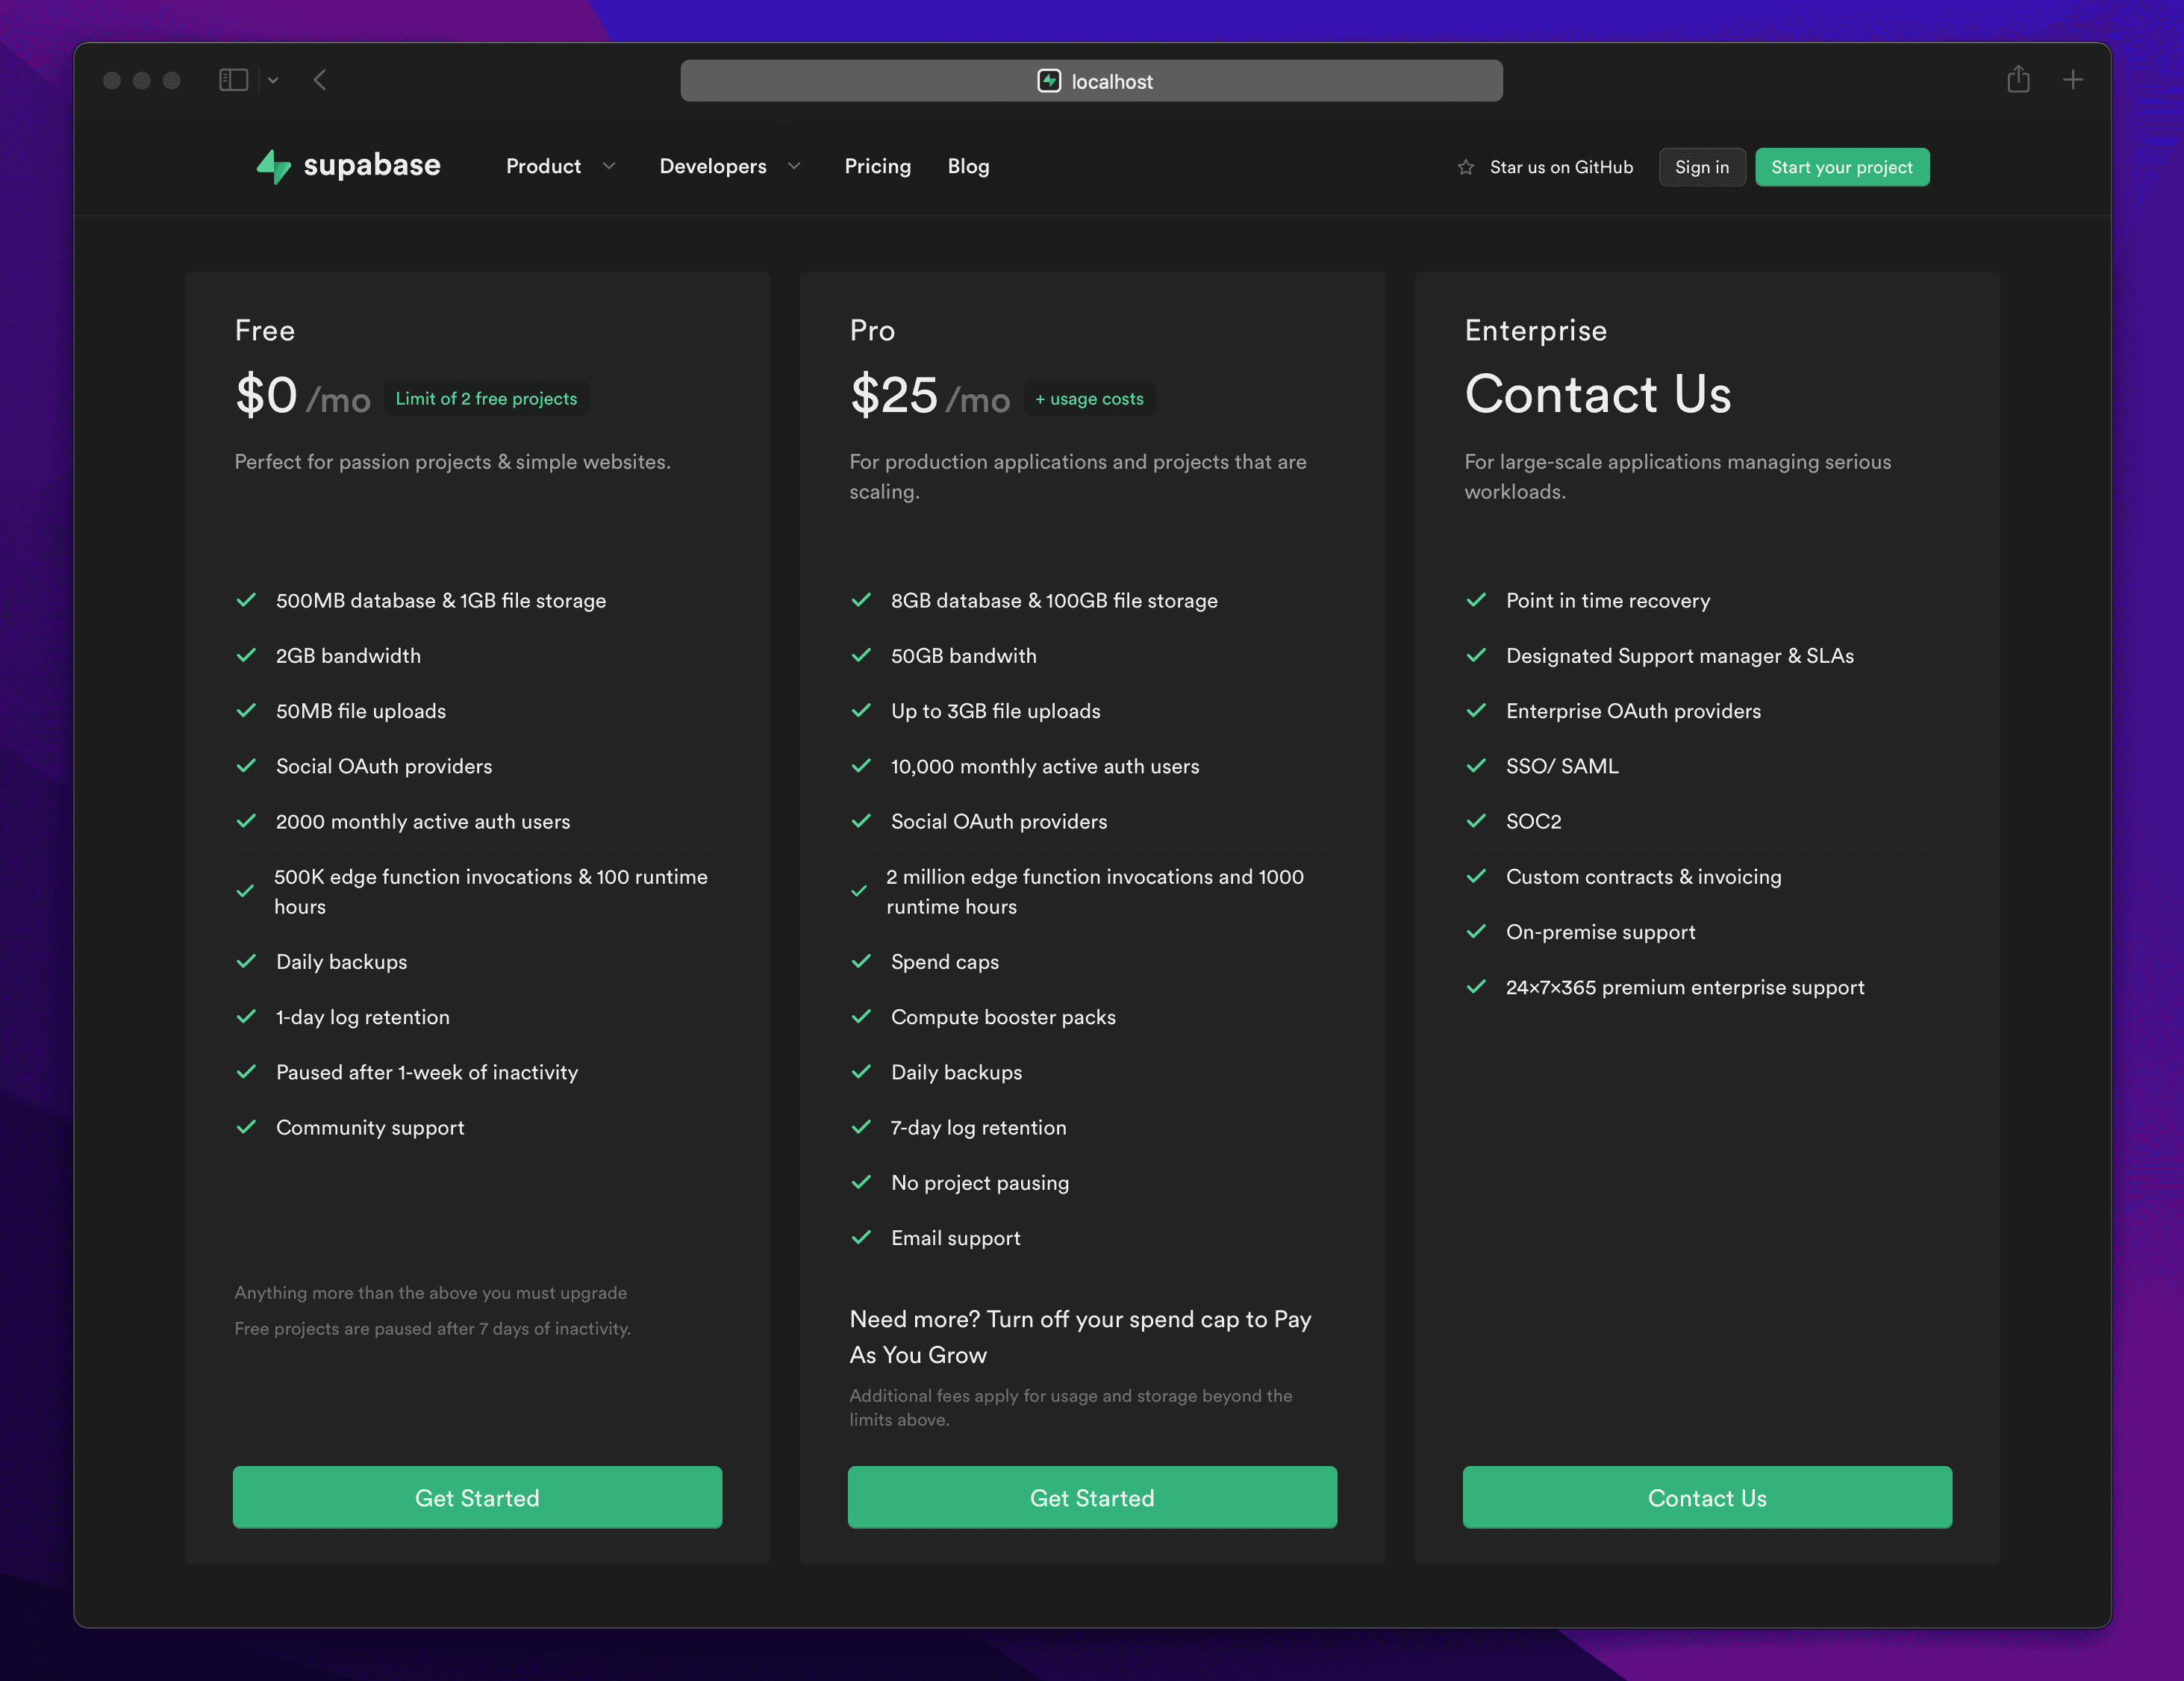 localhost
supabase
Product
Developers
Pricing
Blog
Star us on GitHub
Sign in
Start your project
Free
$0 /mo
Limit of 2 free projects
Perfect for passion projects & simple websites.
500MB database & 1GB file storage
2GB bandwidth
50MB file uploads
Social OAuth providers
2000 monthly active auth users
500K edge function invocations & 100 runtime
hours
Daily backups
1-day log retention
Paused after 1-week of inactivity
Community support
Anything more than the above you must upgrade
Free projects are paused after 7 days of inactivity.
Get Started
Pro
$25 /mo
+ usage costs
For production applications and projects that are
scaling.
8GB database & 100GB file storage
50GB bandwith
Up to 3GB file uploads
10,000 monthly active auth users
Social OAuth providers
2 million edge function invocations and 1000
runtime hours
Spend caps
Compute booster packs
Daily backups
7-day log retention
No project pausing
Email support
Need more? Turn off your spend cap to Pay
As You Grow
Additional fees apply for usage and storage beyond the
limits above.
Get Started
Enterprise
Contact Us
For large-scale applications managing serious
workloads.
Point in time recovery
Designated Support manager & SLAs
Enterprise OAuth providers
SSO/ SAML
SOC2
Custom contracts & invoicing
On-premise support
24×7×365 premium enterprise support
Contact Us